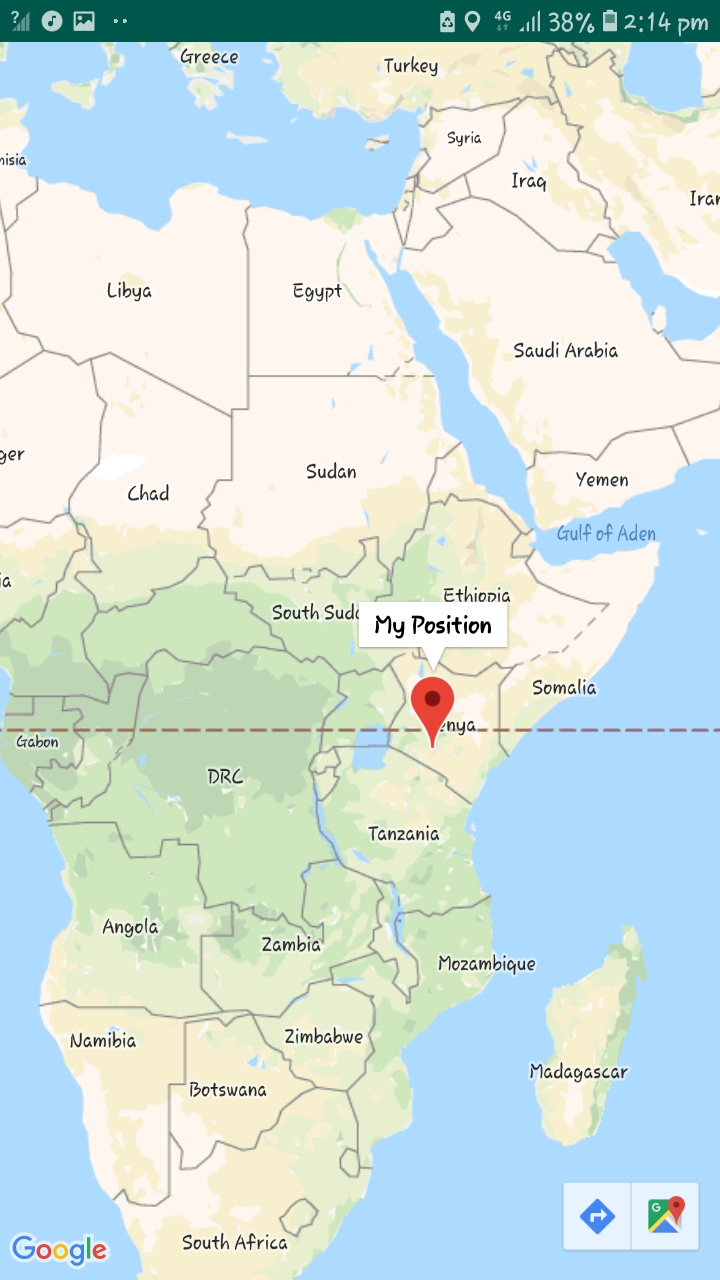 4G 38% 2:14 pm
Greece
Turkey
Syria
nisia
Iraq
Iran
Libya
Egypt
Saudi Arabia
ger
Sudan
Yemen
Chad
Gulf of Aden
ia
Ethiopia
South Suda
My Position
Somalia
enya
Gabon
DRC
Tanzania
Angola
Zambia
Mozambique
Zimbabwe
Namibia
Madagascar
Botswana
South Africa
Google